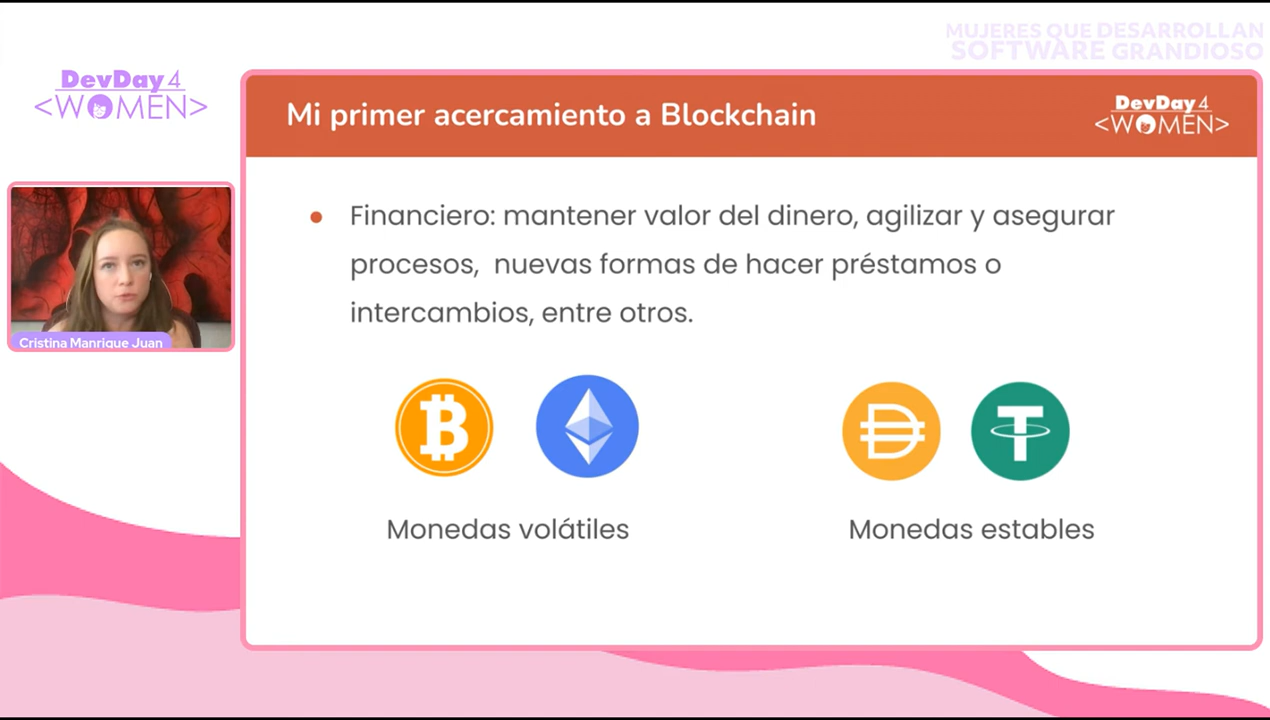 MUJERES QUE DESARROLLAN
SOFTWARE GRANDIOSO
DevDay4
<WOMEN>
Mi primer acercamiento a Blockchain
DevDay4
<WOMEN>
Cristina Manrique Juan
Financiero: mantener valor del dinero, agilizar y asegurar
procesos, nuevas formas de hacer préstamos o
intercambios, entre otros.
Monedas volátiles
Monedas estables